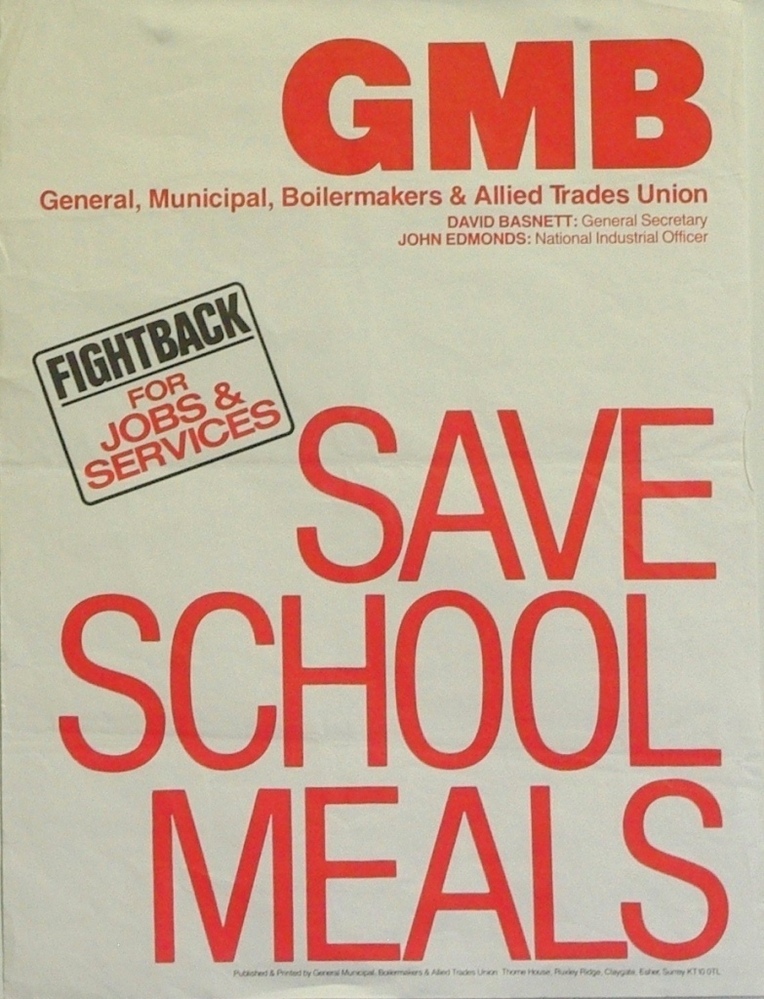 GMB
General, Municipal, Boilermakers & Allied Trades Union
DAVID BASNETT: General Secretary
JOHN EDMONDS: National Industrial Officer
FIGHTBACK
FOR
JOBS &
SERVICES
SAVE
SCHOOL
MEALS
Published & Printed by General Municipal, Boilermakers & Allied Trades Union Thorne House, Ruxley Ridge, Claygate, Esher, Surrey KT10 0TL